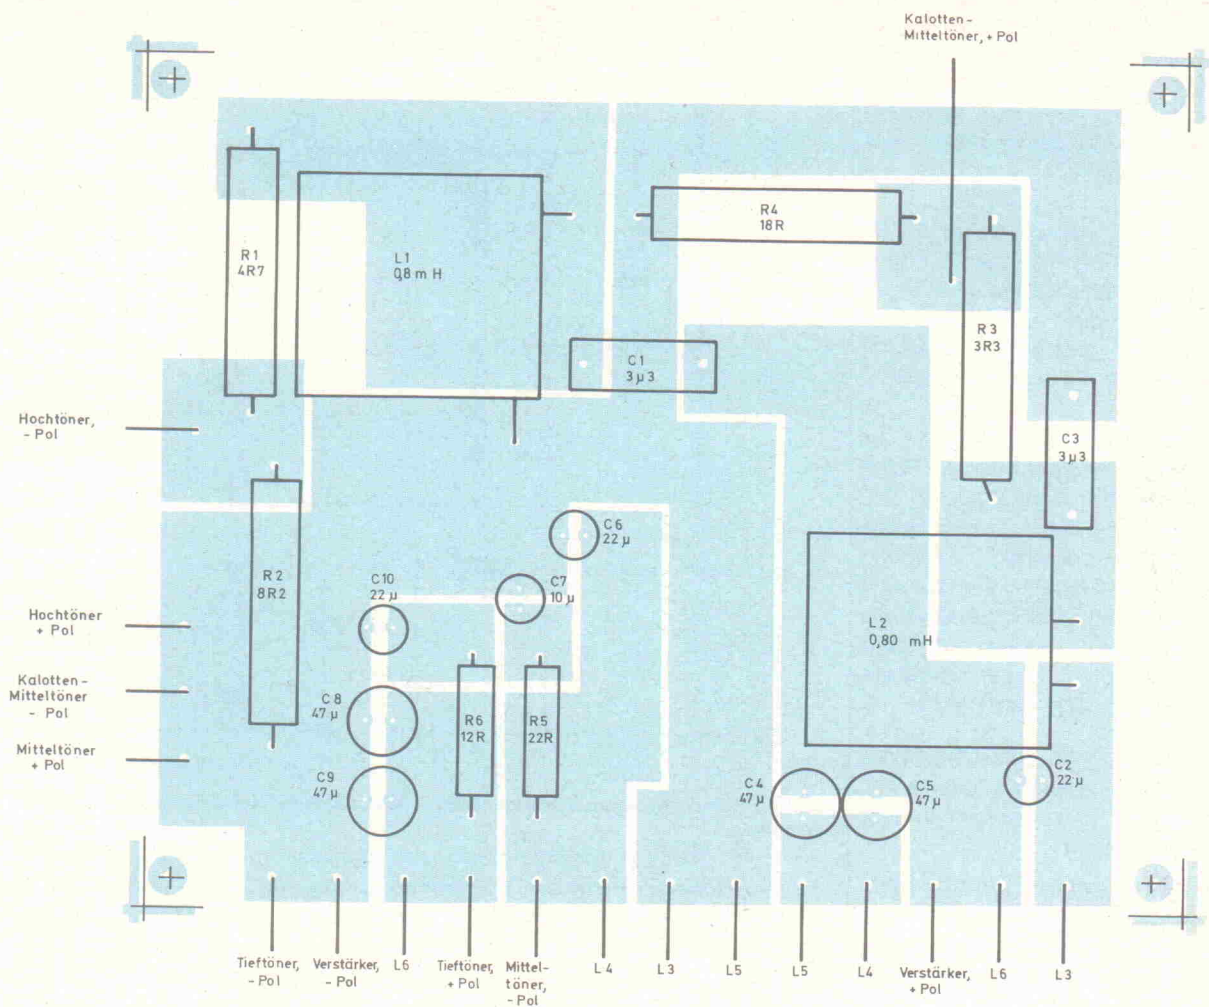 Kalotten-
Mitteltöner, + Pol
R4
18R
R1
4R7
L1
0,8 m H
R3
3R3
C1
3µ3
Hochtöner,
- Pol
C3
3µ3
C6
22µ
R2
8R2
C10
22µ
C7
10µ
Hochtöner
+ Pol
L2
0,80 mH
Kalotten-
Mitteltöner
- Pol
C8
47µ
R6
12R
R5
22R
Mitteltöner
+ Pol
C9
47µ
C4
47µ
C5
47µ
C2
22µ
Tieftöner,
- Pol
Verstärker,
- Pol
L6
Tieftöner,
+ Pol
Mittel-
töner,
- Pol
L4
L3
L5
L5
L4
Verstärker,
+ Pol
L6
L3